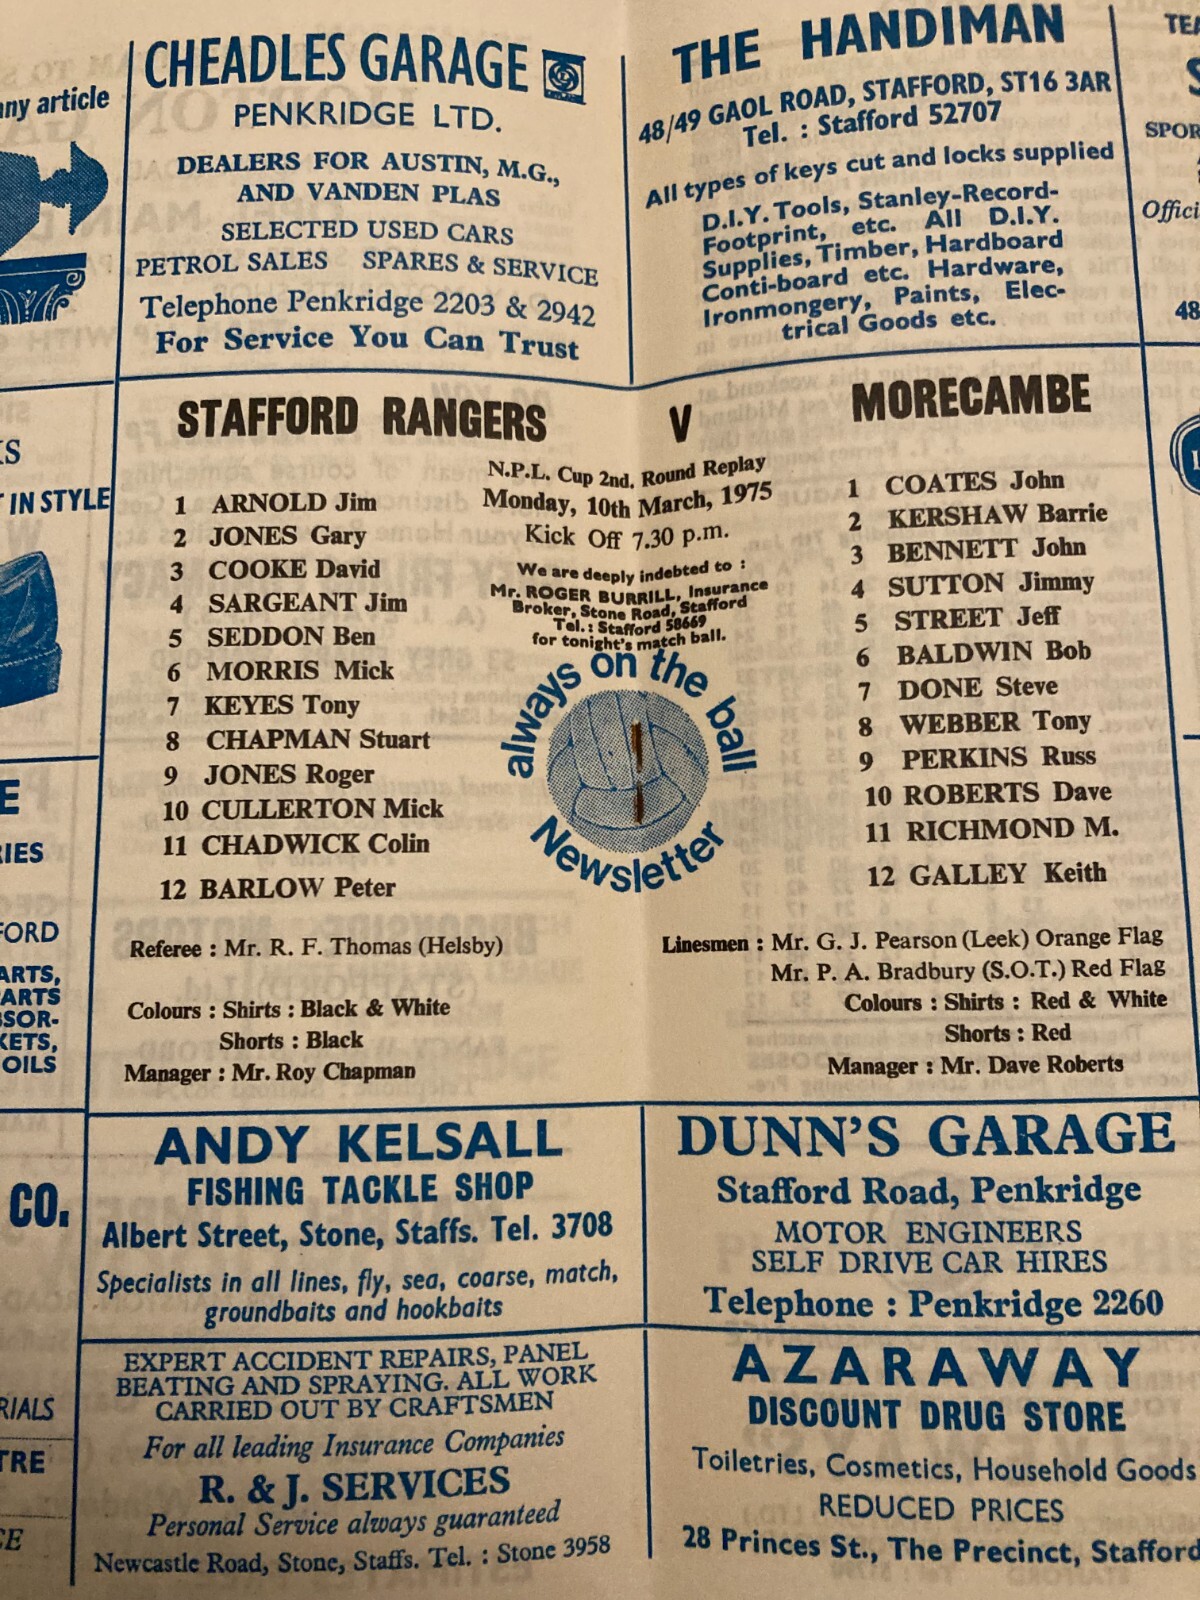 CHEADLES GARAGE
PENKRIDGE LTD.
DEALERS FOR AUSTIN, M.G.,
AND VANDEN PLAS
SELECTED USED CARS
PETROL SALES SPARES & SERVICE
Telephone Penkridge 2203 & 2942
For Service You Can Trust
THE HANDIMAN
48/49 GAOL ROAD, STAFFORD, ST16 3AR
Tel. : Stafford 52707
All types of keys cut and locks supplied
D.I.Y. Tools, Stanley-Record-
Footprint, etc. All D.I.Y.
Supplies, Timber, Hardboard
Conti-board etc. Hardware,
Ironmongery, Paints, Elec-
trical Goods etc.
article
IN STYLE
STAFFORD RANGERS V MORECAMBE
N.P.L. Cup 2nd. Round Replay
Monday, 10th March, 1975
Kick Off 7.30 p.m.
We are deeply indebted to :
Mr. ROGER BURRILL, Insurance
Broker, Stone Road, Stafford
Tel. : Stafford 58669
for tonight's match ball.
always on the ball
Newsletter
1 ARNOLD Jim
2 JONES Gary
3 COOKE David
4 SARGEANT Jim
5 SEDDON Ben
6 MORRIS Mick
7 KEYES Tony
8 CHAPMAN Stuart
9 JONES Roger
10 CULLERTON Mick
11 CHADWICK Colin
12 BARLOW Peter
1 COATES John
2 KERSHAW Barrie
3 BENNETT John
4 SUTTON Jimmy
5 STREET Jeff
6 BALDWIN Bob
7 DONE Steve
8 WEBBER Tony
9 PERKINS Russ
10 ROBERTS Dave
11 RICHMOND M.
12 GALLEY Keith
Referee : Mr. R. F. Thomas (Helsby)
Colours : Shirts : Black & White
Shorts : Black
Manager : Mr. Roy Chapman
Linesmen : Mr. G. J. Pearson (Leek) Orange Flag
Mr. P. A. Bradbury (S.O.T.) Red Flag
Colours : Shirts : Red & White
Shorts : Red
Manager : Mr. Dave Roberts
OILS
CO.
ANDY KELSALL
FISHING TACKLE SHOP
Albert Street, Stone, Staffs. Tel. 3708
Specialists in all lines, fly, sea, coarse, match,
groundbaits and hookbaits
DUNN'S GARAGE
Stafford Road, Penkridge
MOTOR ENGINEERS
SELF DRIVE CAR HIRES
Telephone : Penkridge 2260
EXPERT ACCIDENT REPAIRS, PANEL
BEATING AND SPRAYING. ALL WORK
CARRIED OUT BY CRAFTSMEN
For all leading Insurance Companies
R. & J. SERVICES
Personal Service always guaranteed
Newcastle Road, Stone, Staffs. Tel. : Stone 3958
AZARAWAY
DISCOUNT DRUG STORE
Toiletries, Cosmetics, Household Goods
REDUCED PRICES
28 Princes St., The Precinct, Stafford